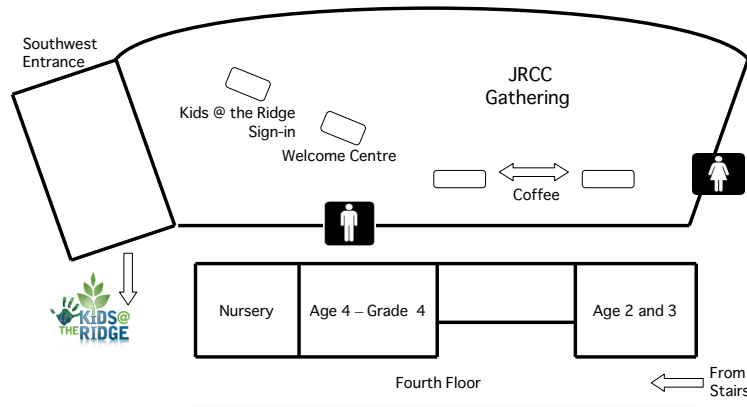 Southwest
Entrance
JRCC
Gathering
Kids @ the Ridge
Sign-in
Welcome Centre
Coffee
KiDS@
THE RIDGE
Nursery
Age 4 – Grade 4
Age 2 and 3
Fourth Floor
From
Stairs